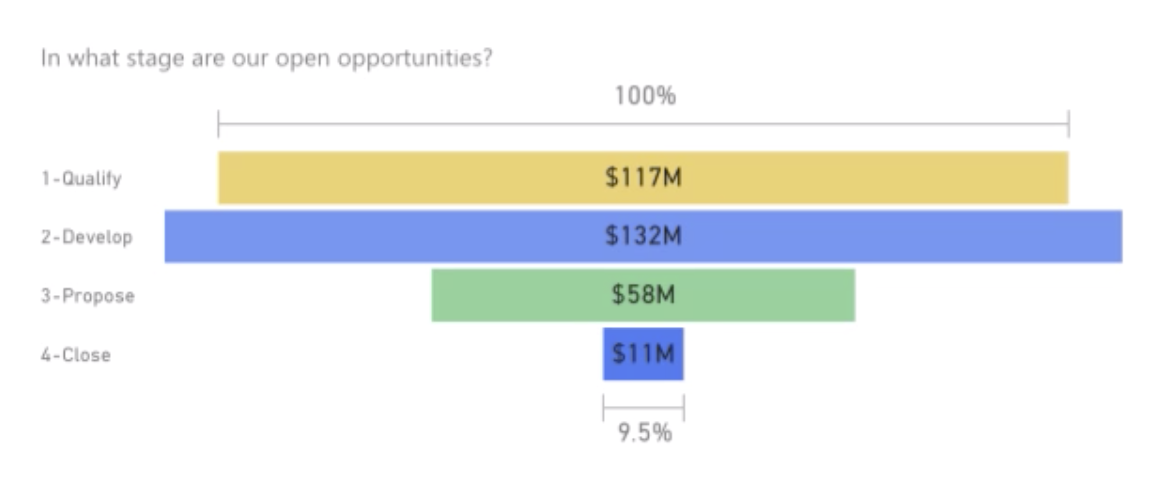 In what stage are our open opportunities?
100%
1-Qualify $117M
2-Develop $132M
3-Propose $58M
4-Close $11M
9.5%